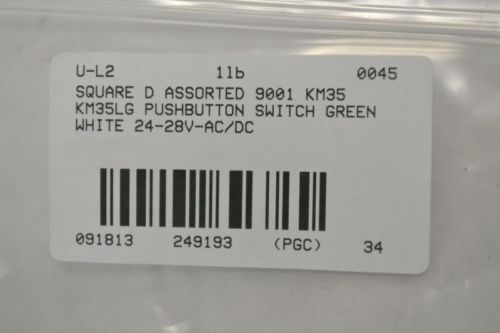 U-L2 1lb 0045
SQUARE D ASSORTED 9001 KM35
KM35LG PUSHBUTTON SWITCH GREEN
WHITE 24-28V-AC/DC
091813 249193 (PGC) 34